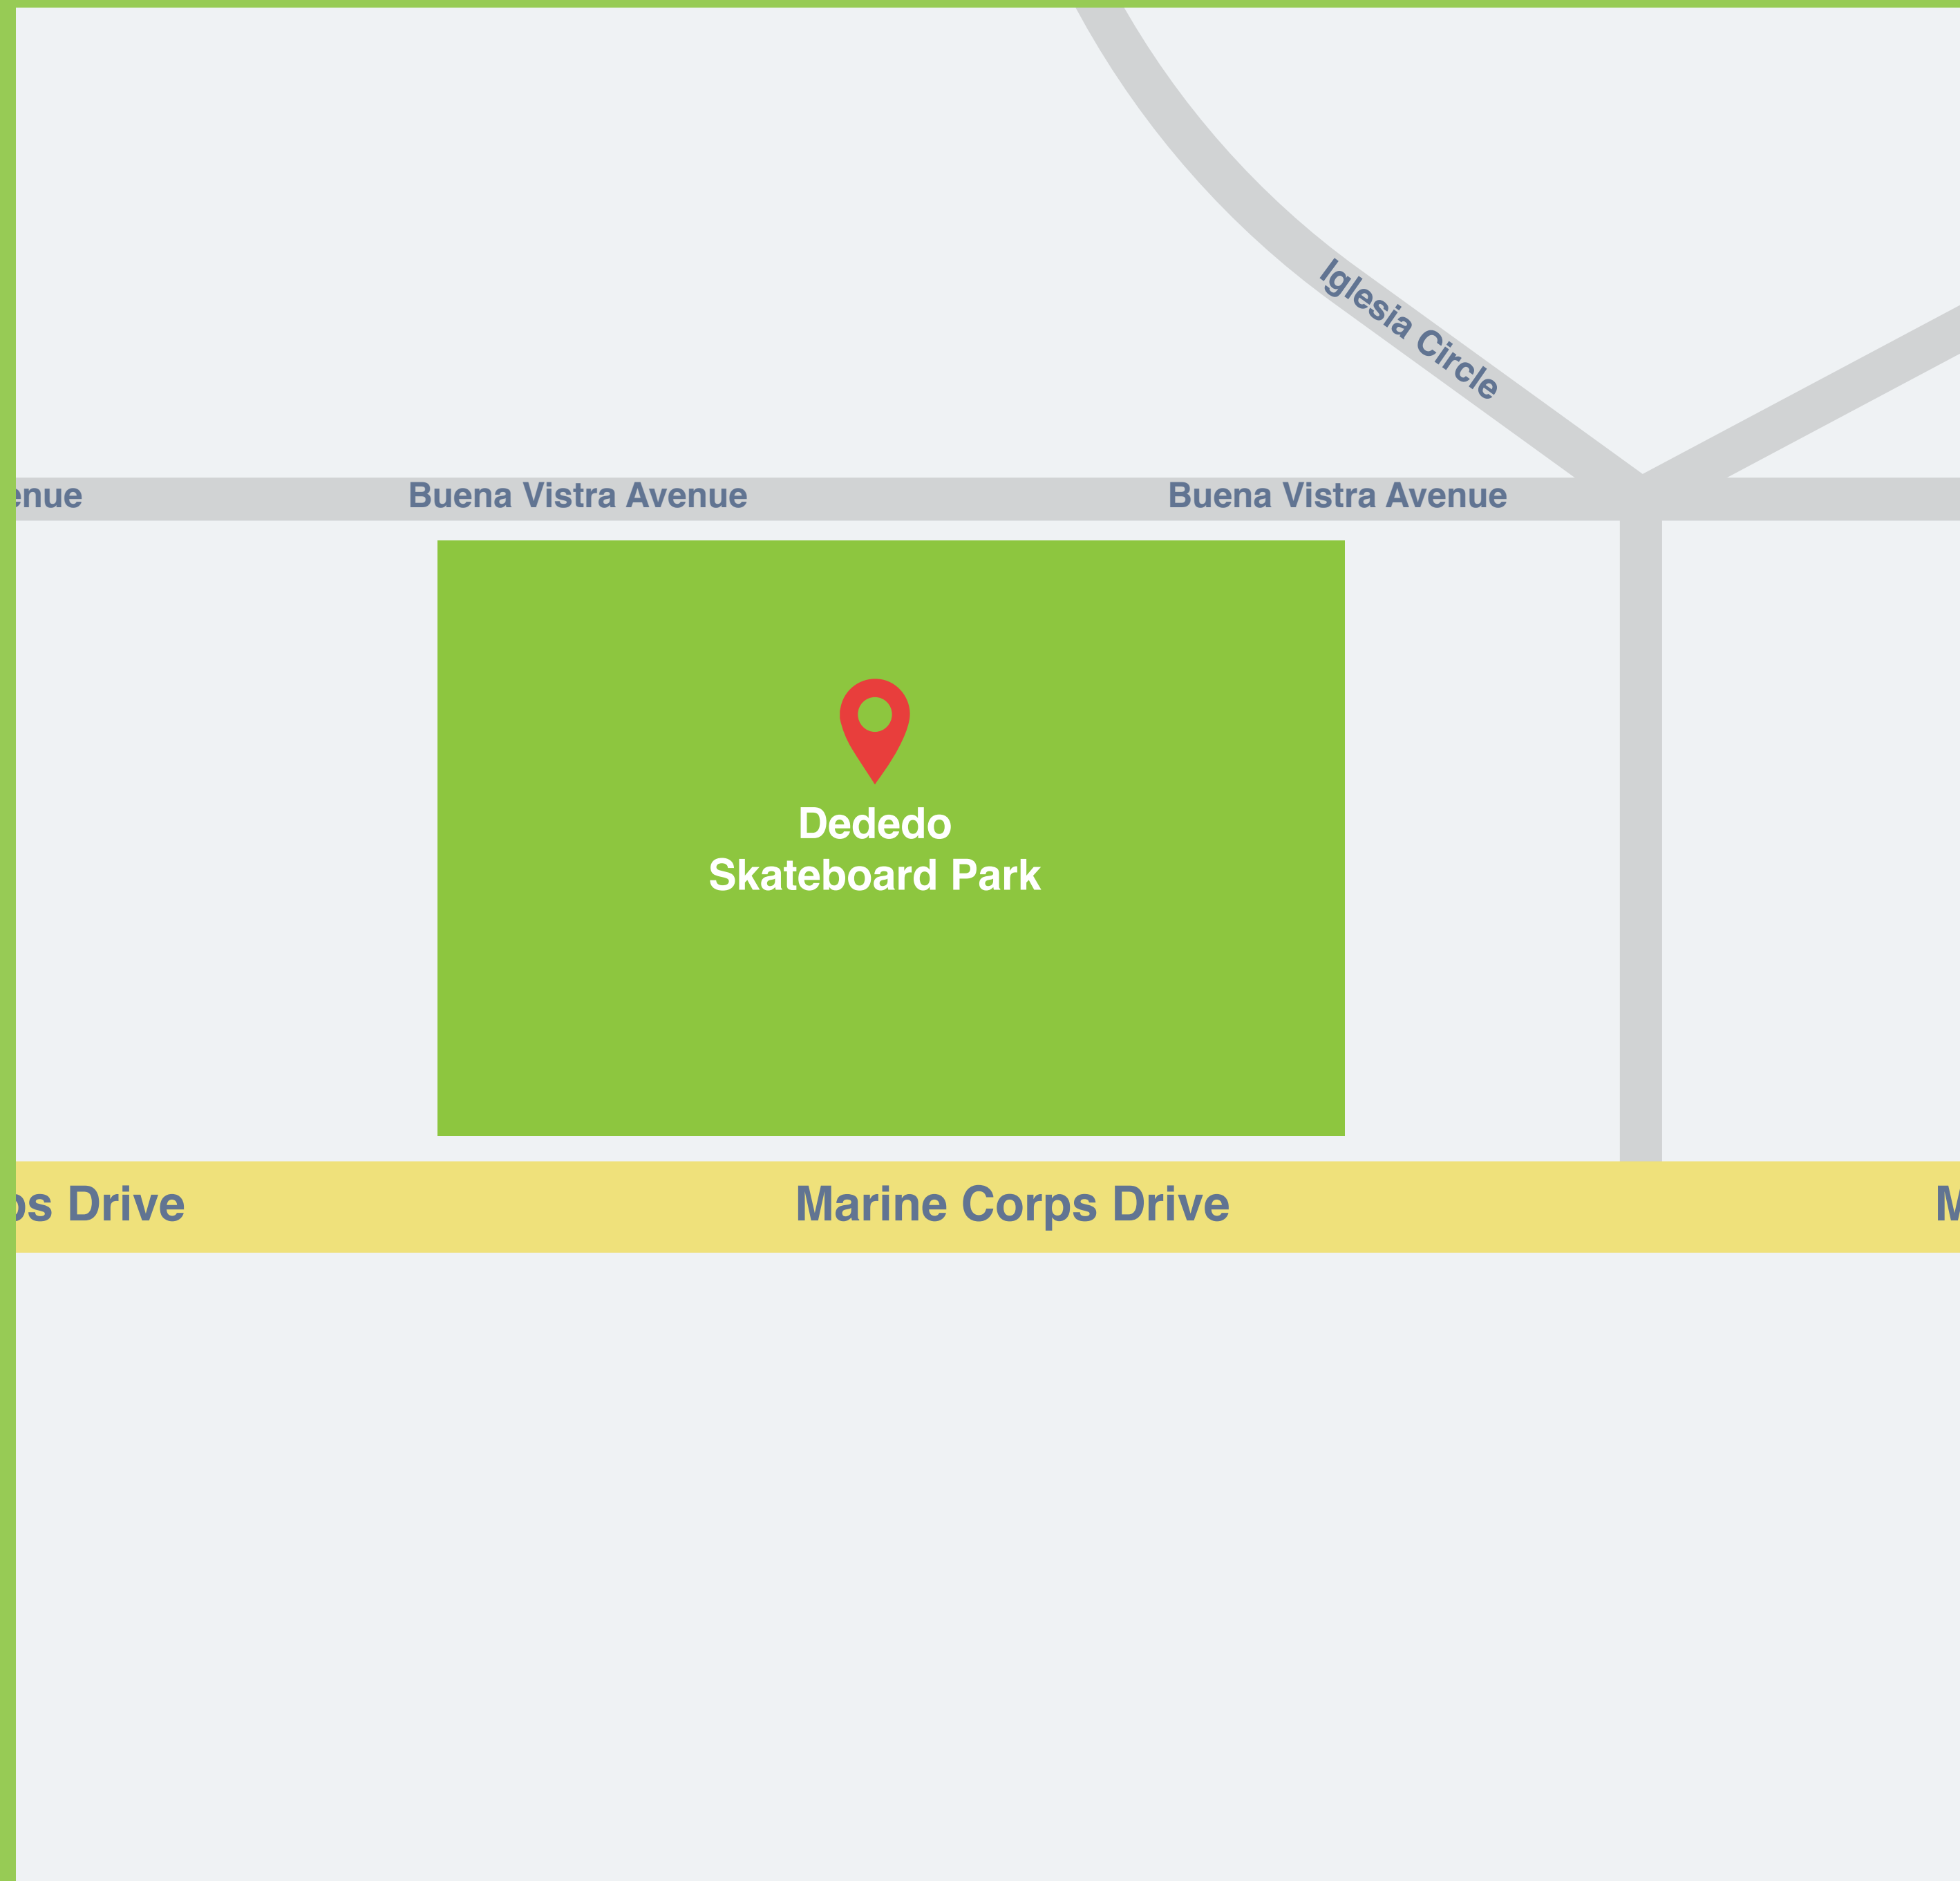 Iglesia Circle
enue Buena Vistra Avenue Buena Vistra Avenue
Dededo
Skateboard Park
ps Drive Marine Corps Drive M